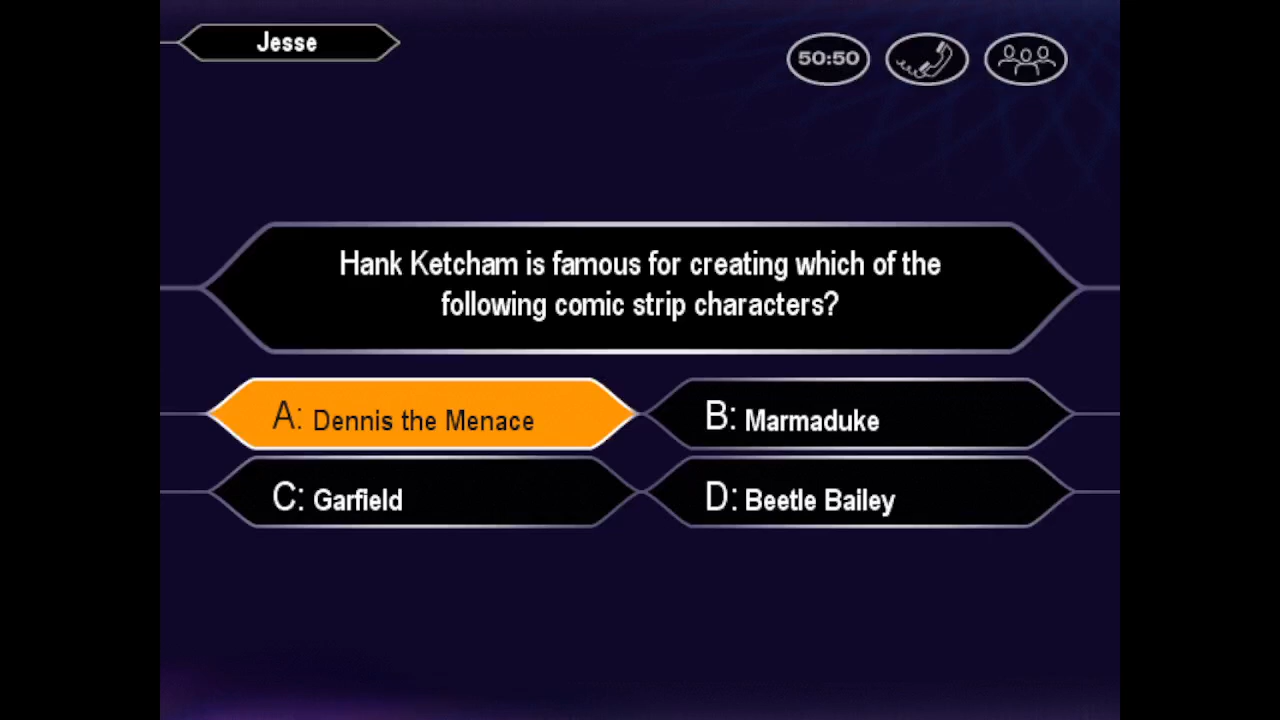 Jesse
50:50
Hank Ketcham is famous for creating which of the
following comic strip characters?
A: Dennis the Menace
B: Marmaduke
C: Garfield
D: Beetle Bailey